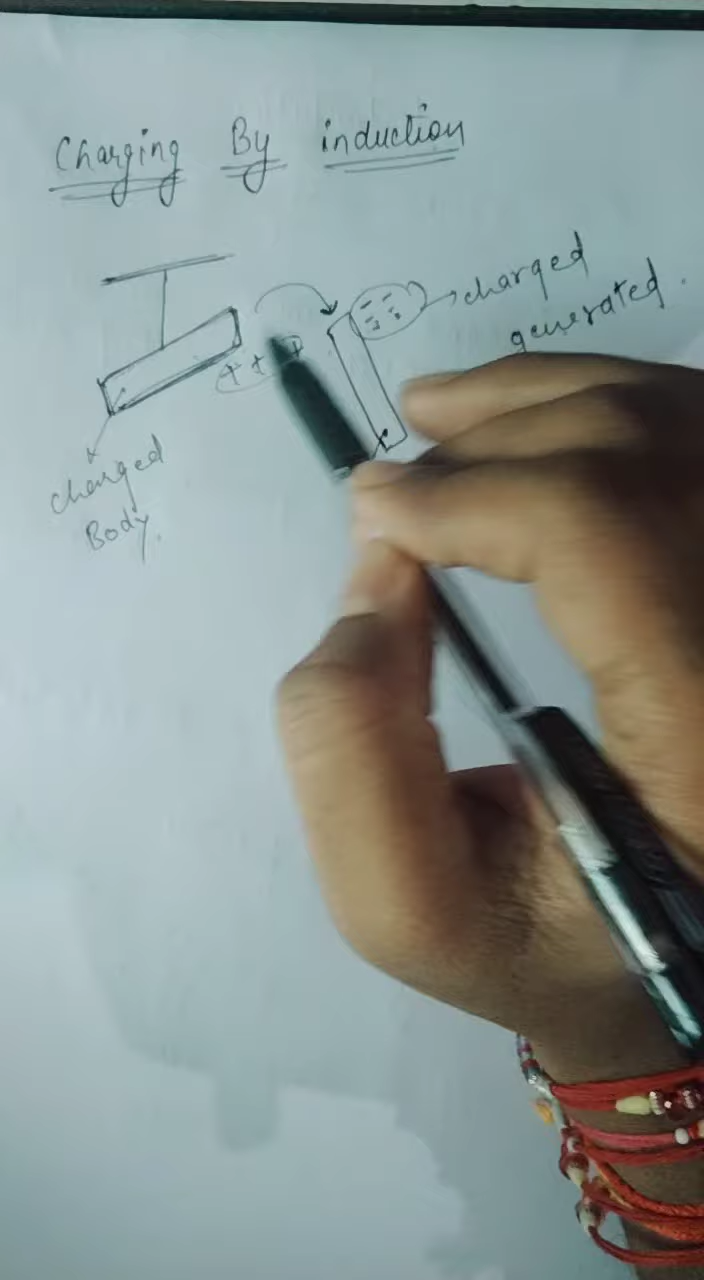 Charging By induction
charged
generated.
+ + +
- - - -
charged
Body.